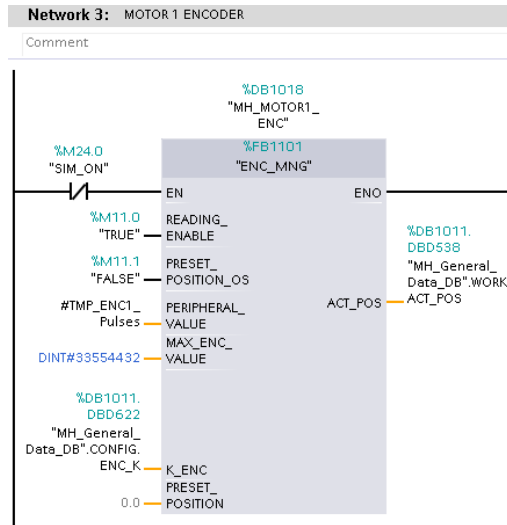 Network 3: MOTOR 1 ENCODER
Comment
%DB1018
"MH_MOTOR1_
ENC"
%M24.0
"SIM_ON"
%FB1101
"ENC_MNG"
EN
ENO
%M11.0
"TRUE"
READING_
ENABLE
%M11.1
"FALSE"
PRESET_
POSITION_OS
#TMP_ENC1_
Pulses
PERIPHERAL_
VALUE
DINT#33554432
MAX_ENC_
VALUE
%DB1011.
DBD622
"MH_General_
Data_DB".CONFIG.
ENC_K
K_ENC
0.0
PRESET_
POSITION
ACT_POS
%DB1011.
DBD538
"MH_General_
Data_DB".WORK
ACT_POS